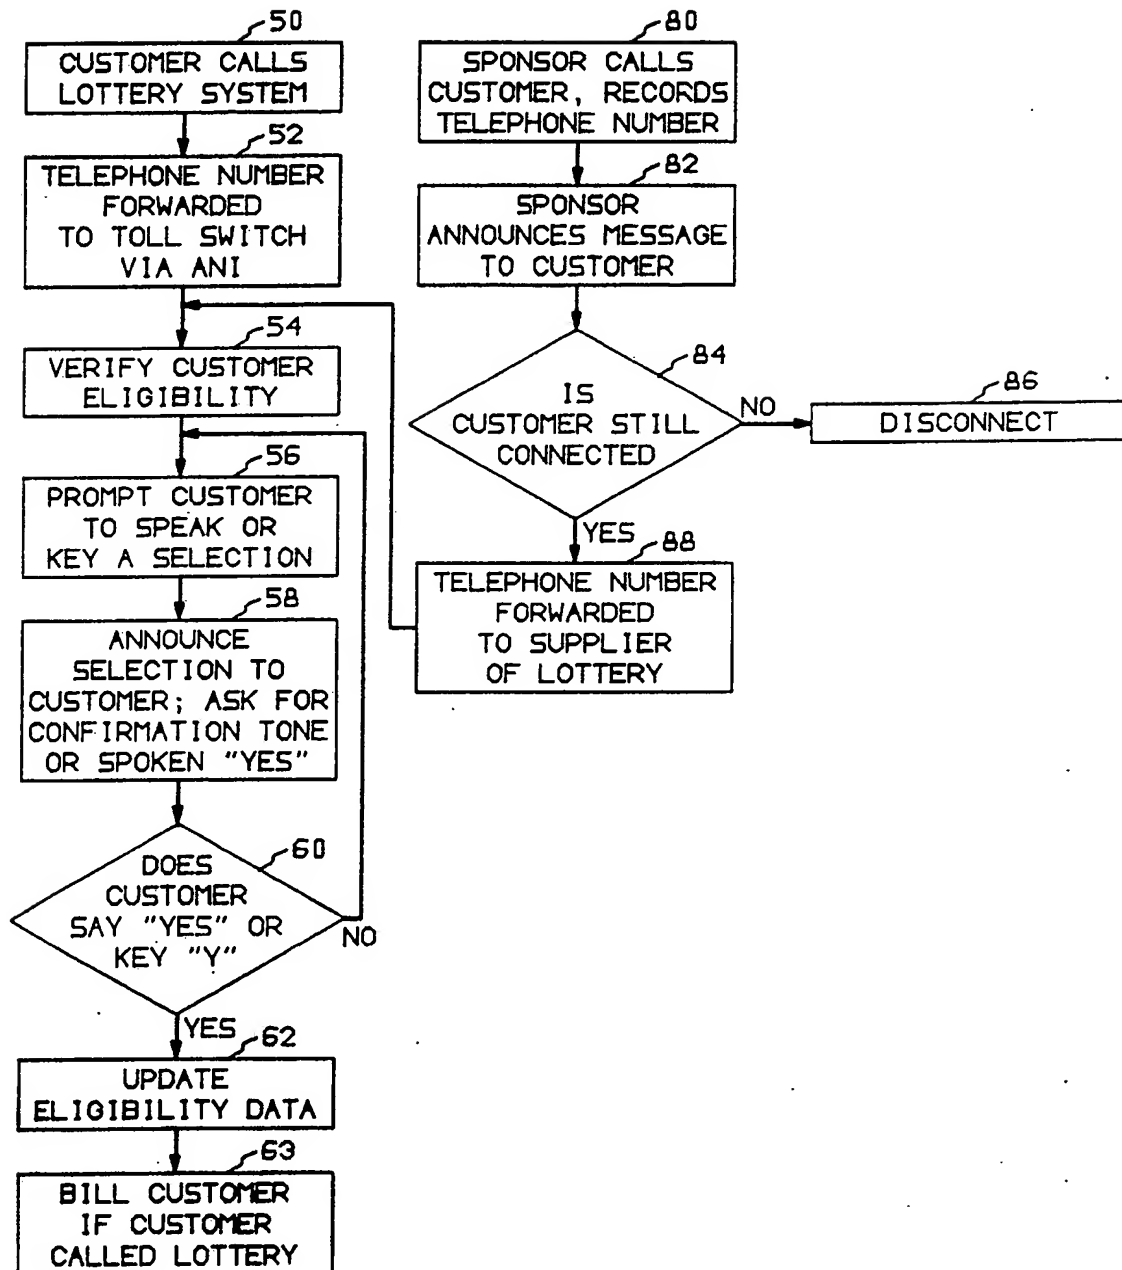 50
CUSTOMER CALLS
LOTTERY SYSTEM
52
TELEPHONE NUMBER
FORWARDED
TO TOLL SWITCH
VIA ANI
54
VERIFY CUSTOMER
ELIGIBILITY
56
PROMPT CUSTOMER
TO SPEAK OR
KEY A SELECTION
58
ANNOUNCE
SELECTION TO
CUSTOMER; ASK FOR
CONFIRMATION TONE
OR SPOKEN "YES"
60
DOES
CUSTOMER
SAY "YES" OR
KEY "Y"
NO
YES
62
UPDATE
ELIGIBILITY DATA
63
BILL CUSTOMER
IF CUSTOMER
CALLED LOTTERY
80
SPONSOR CALLS
CUSTOMER, RECORDS
TELEPHONE NUMBER
82
SPONSOR
ANNOUNCES MESSAGE
TO CUSTOMER
84
IS
CUSTOMER STILL
CONNECTED
NO
86
DISCONNECT
YES
88
TELEPHONE NUMBER
FORWARDED
TO SUPPLIER
OF LOTTERY